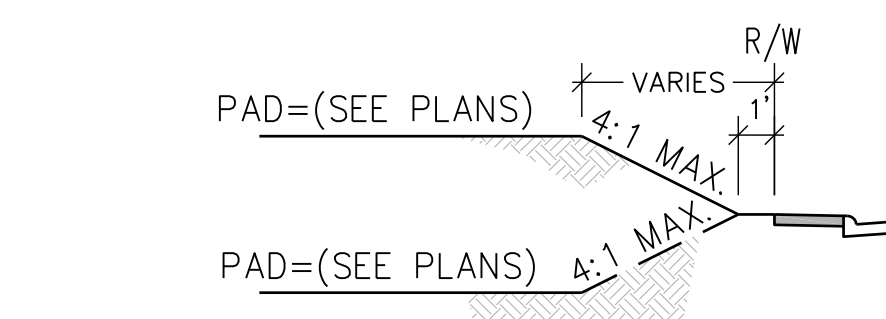 R/W
VARIES
1'
PAD=(SEE PLANS)
4:1 MAX.
4:1 MAX.
PAD=(SEE PLANS)